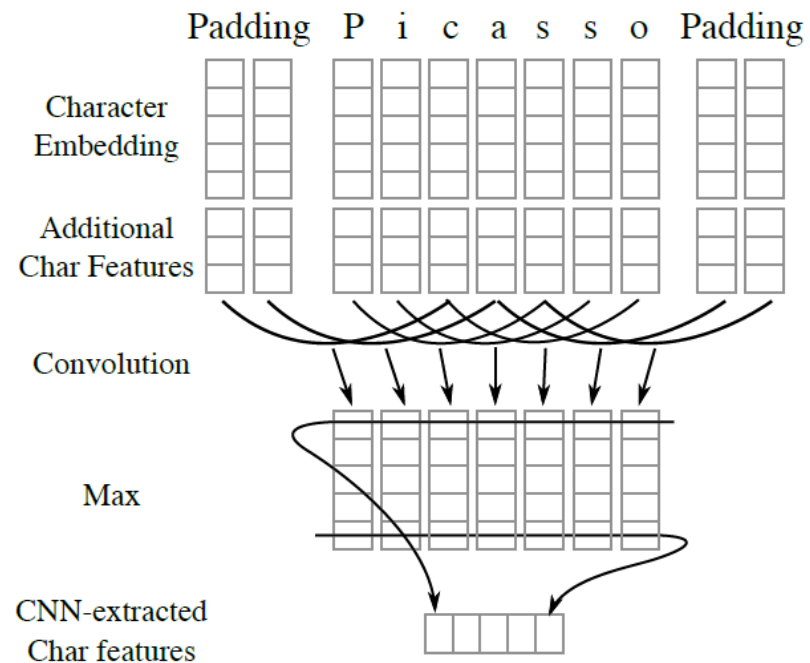 Padding P i c a s s o Padding
Character
Embedding
Additional
Char Features
Convolution
Max
CNN-extracted
Char features